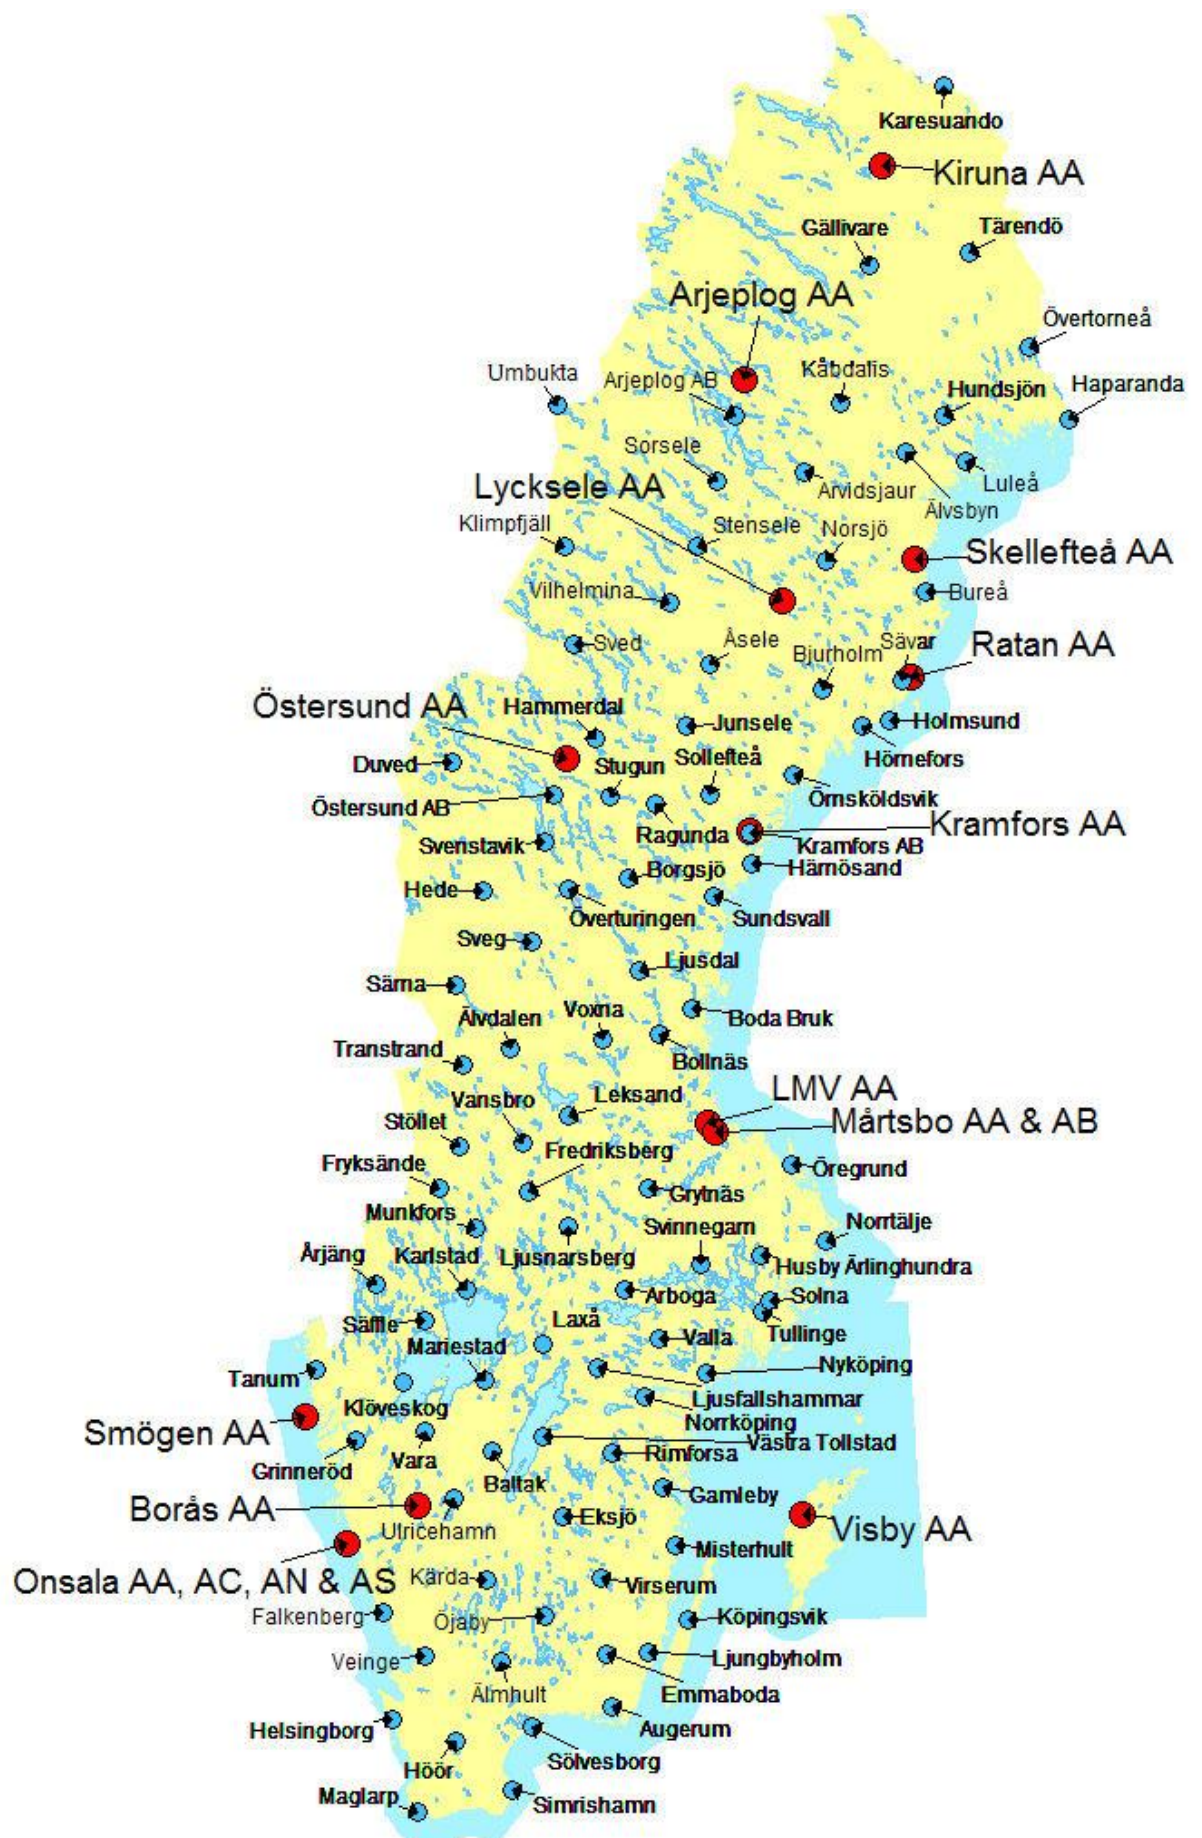 Karesuando
Kiruna AA
Gällivare
Tärendö
Arjeplog AA
Övertorneå
Umbukta
Arjeplog AB
Kåbdalis
Hundsjön
Haparanda
Sorsele
Lycksele AA
Arvidsjaur
Luleå
Älvsbyn
Klimpfjäll
Stensele
Norsjö
Skellefteå AA
Vilhelmina
Bureå
Sved
Åsele
Bjurholm
Sävar
Ratan AA
Östersund AA
Hammerdal
Junsele
Holmsund
Hörnefors
Duved
Stugun
Sollefteå
Östersund AB
Örnsköldsvik
Ragunda
Kramfors AA
Svenstavik
Kramfors AB
Borgsjö
Härnösand
Hede
Överturingen
Sundsvall
Sveg
Ljusdal
Särna
Älvdalen
Voxna
Boda Bruk
Transtrand
Bollnäs
Leksand
LMV AA
Vansbro
Mårtsbo AA & AB
Stöllet
Fredriksberg
Fryksände
Öregrund
Grytnäs
Munkfors
Svinnegarn
Norrtälje
Årjäng
Karlstad
Ljusnarsberg
Husby Ärlinghundra
Arboga
Solna
Säffle
Laxå
Tullinge
Mariestad
Valla
Tanum
Nyköping
Klöveskog
Ljusfallshammar
Smögen AA
Norrköping
Västra Tollstad
Grinneröd
Vara
Rimforsa
Baltak
Gamleby
Borås AA
Ulricehamn
Eksjö
Visby AA
Misterhult
Onsala AA, AC, AN & AS
Kärda
Virserum
Falkenberg
Öjaby
Köpingsvik
Veinge
Ljungbyholm
Älmhult
Emmaboda
Helsingborg
Augerum
Höör
Sölvesborg
Maglarp
Simrishamn